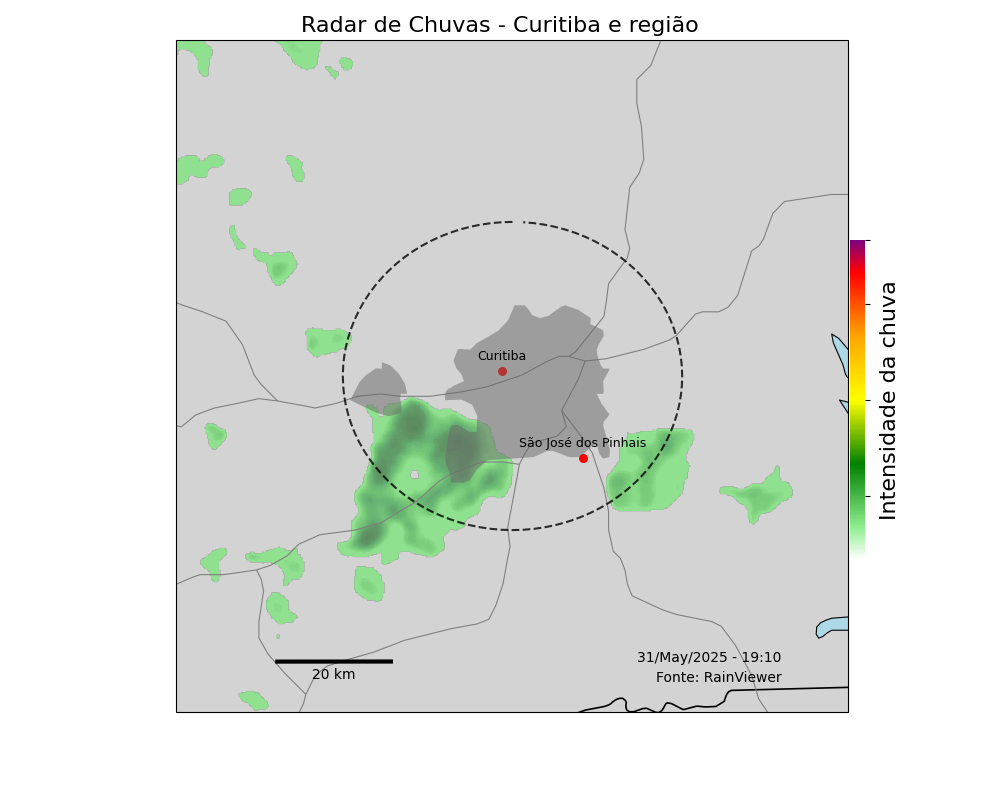 Radar de Chuvas - Curitiba e região
Curitiba
São José dos Pinhais
Intensidade da chuva
31/May/2025 - 19:10
20 km
Fonte: RainViewer